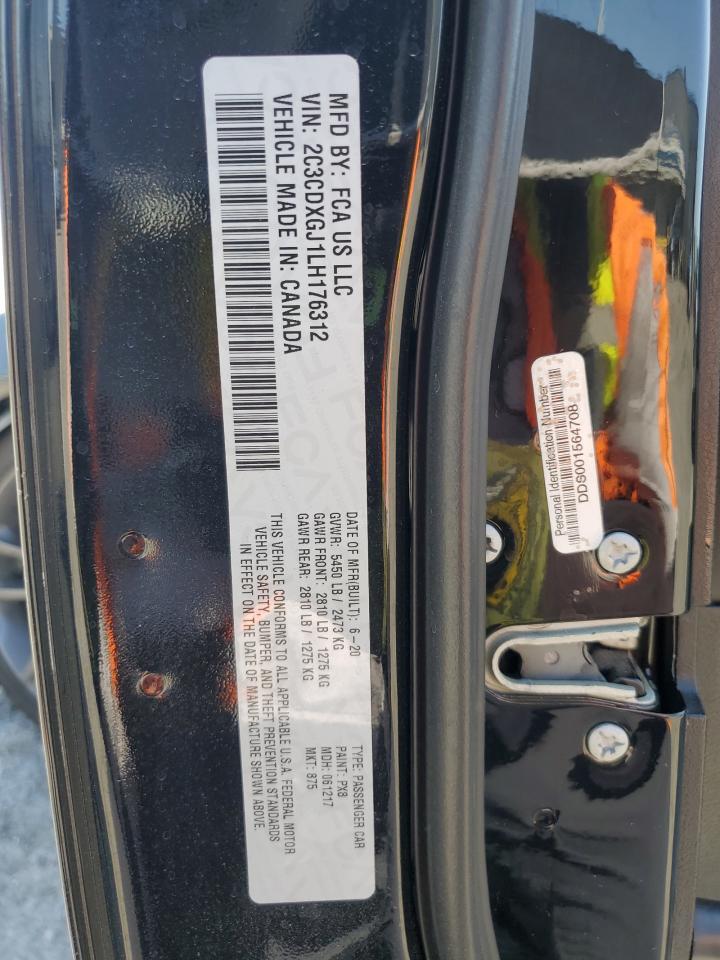 MFD BY: FCA US LLC
VIN: 2C3CDXGJ1LH176312
VEHICLE MADE IN: CANADA
DATE OF MFR(BUILT): 6-20
GVWR: 5450 LB / 2473 KG
GAWR FRONT: 2810 LB / 1275 KG
GAWR REAR: 2810 LB / 1275 KG
THIS VEHICLE CONFORMS TO ALL APPLICABLE U.S.A. FEDERAL MOTOR
VEHICLE SAFETY, BUMPER, AND THEFT PREVENTION STANDARDS
IN EFFECT ON THE DATE OF MANUFACTURE SHOWN ABOVE.
TYPE: PASSENGER CAR
PAINT: PX8
MDH: 061217
MKT: 875
Personal Identification Number
DDS001564708